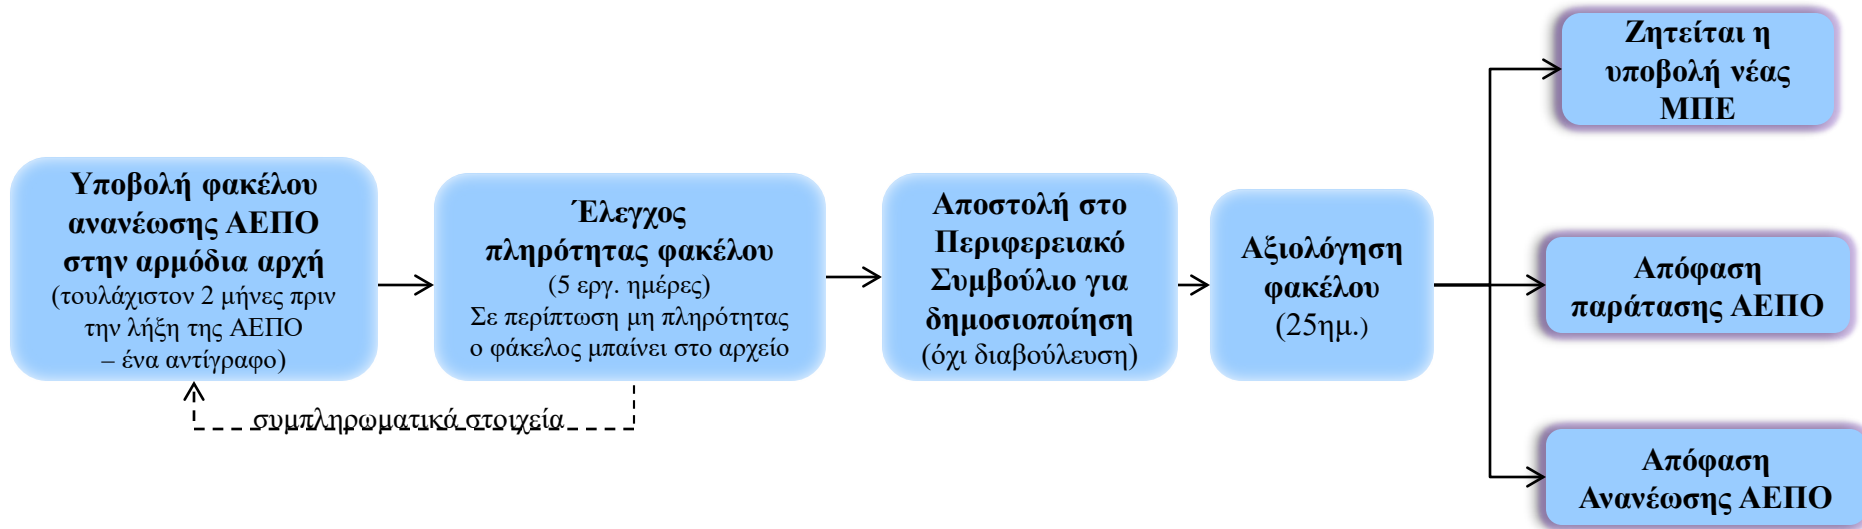 Υποβολή φακέλου
ανανέωσης ΑΕΠΟ
στην αρμόδια αρχή
(τουλάχιστον 2 μήνες πριν
την λήξη της ΑΕΠΟ
– ένα αντίγραφο)
Έλεγχος
πληρότητας φακέλου
(5 εργ. ημέρες)
Σε περίπτωση μη πληρότητας
ο φάκελος μπαίνει στο αρχείο
συμπληρωματικά στοιχεία
Αποστολή στο
Περιφερειακό
Συμβούλιο για
δημοσιοποίηση
(όχι διαβούλευση)
Αξιολόγηση
φακέλου
(25ημ.)
Ζητείται η
υποβολή νέας
ΜΠΕ
Απόφαση
παράτασης ΑΕΠΟ
Απόφαση
Ανανέωσης ΑΕΠΟ